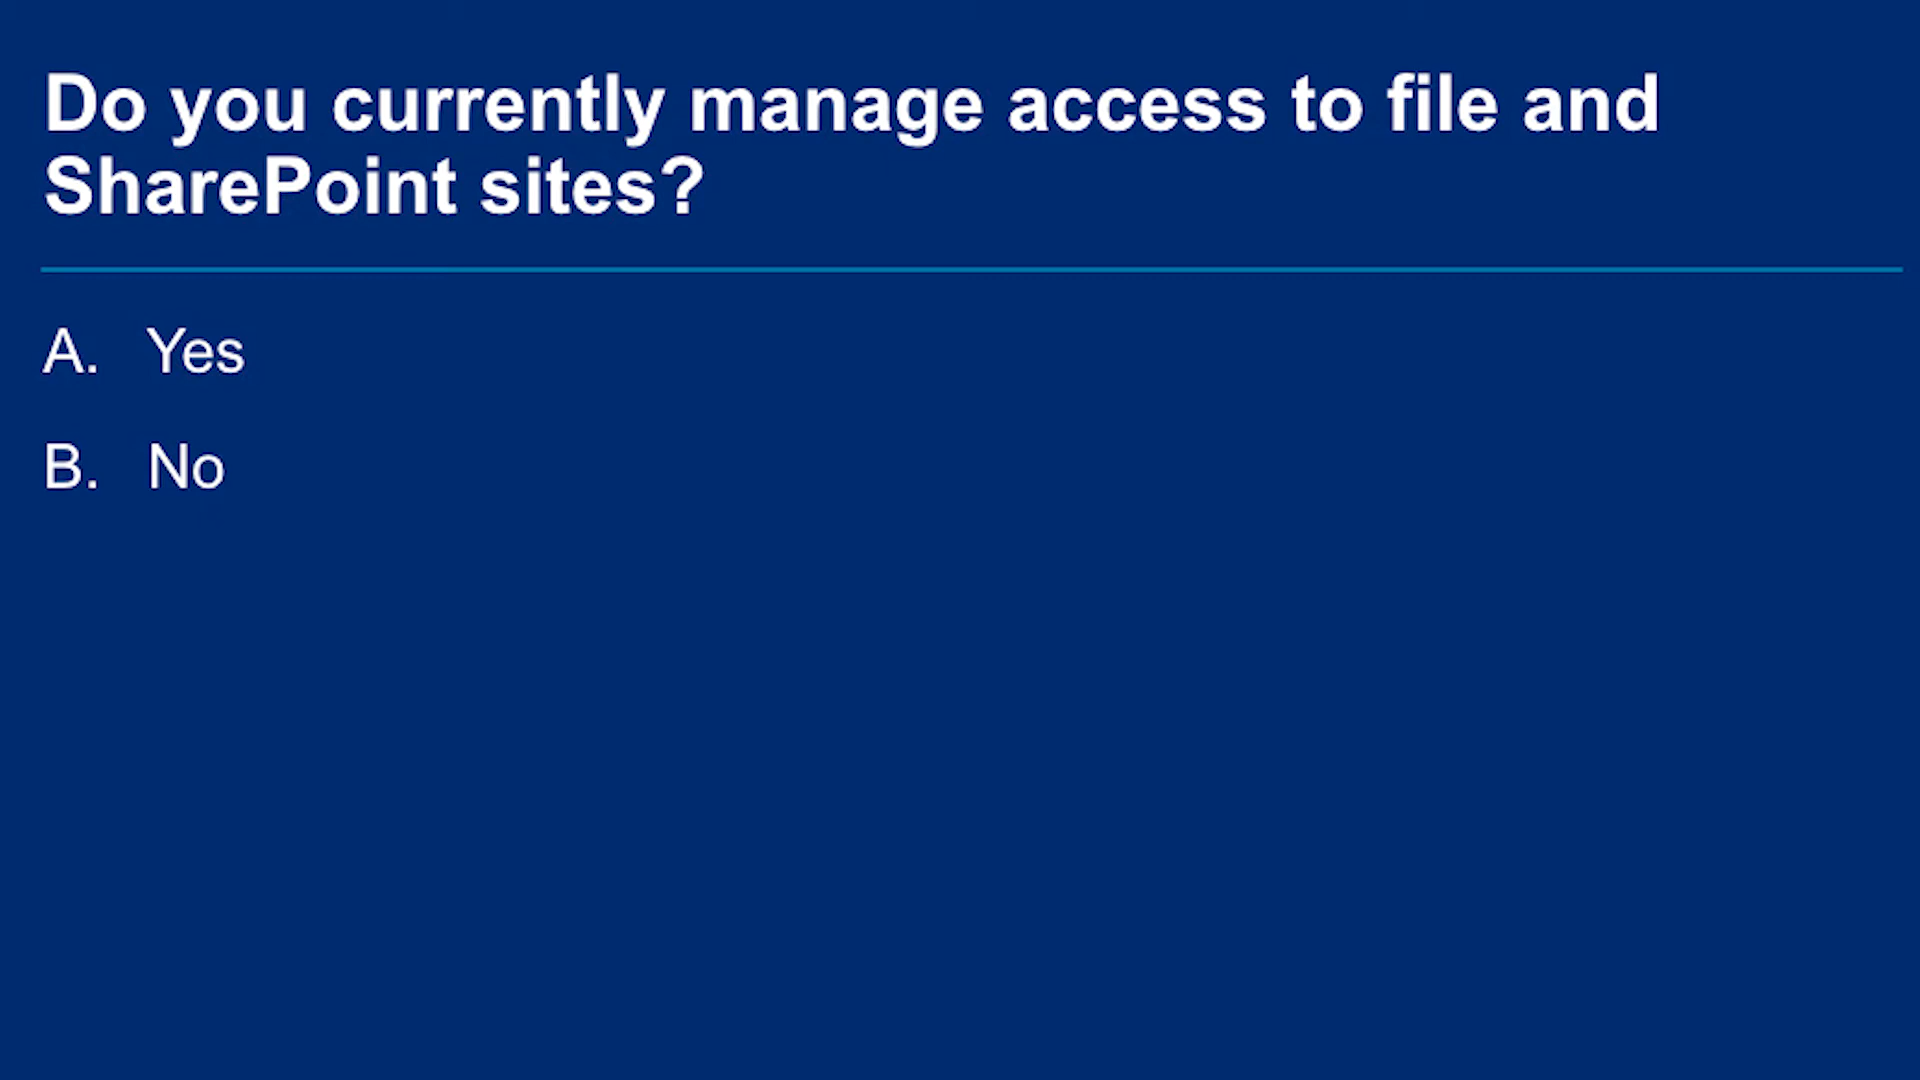 Do you currently manage access to file and
SharePoint sites?
A. Yes
B. No